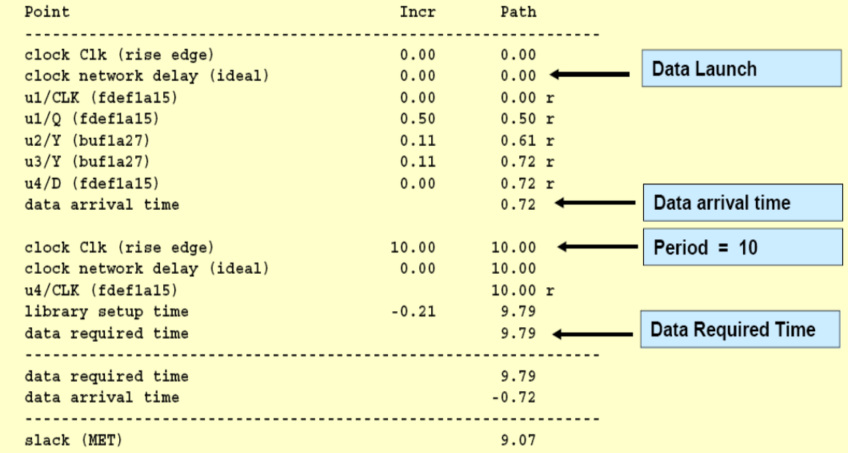 Point Incr Path
------------------------------------------------------------
clock Clk (rise edge) 0.00 0.00
clock network delay (ideal) 0.00 0.00 Data Launch
u1/CLK (fdef1a15) 0.00 0.00 r
u1/Q (fdef1a15) 0.50 0.50 r
u2/Y (buf1a27) 0.11 0.61 r
u3/Y (buf1a27) 0.11 0.72 r
u4/D (fdef1a15) 0.00 0.72 r
data arrival time 0.72 Data arrival time
clock Clk (rise edge) 10.00 10.00 Period = 10
clock network delay (ideal) 0.00 10.00
u4/CLK (fdef1a15) 10.00 r
library setup time -0.21 9.79
data required time 9.79 Data Required Time
------------------------------------------------------------
data required time 9.79
data arrival time -0.72
------------------------------------------------------------
slack (MET) 9.07